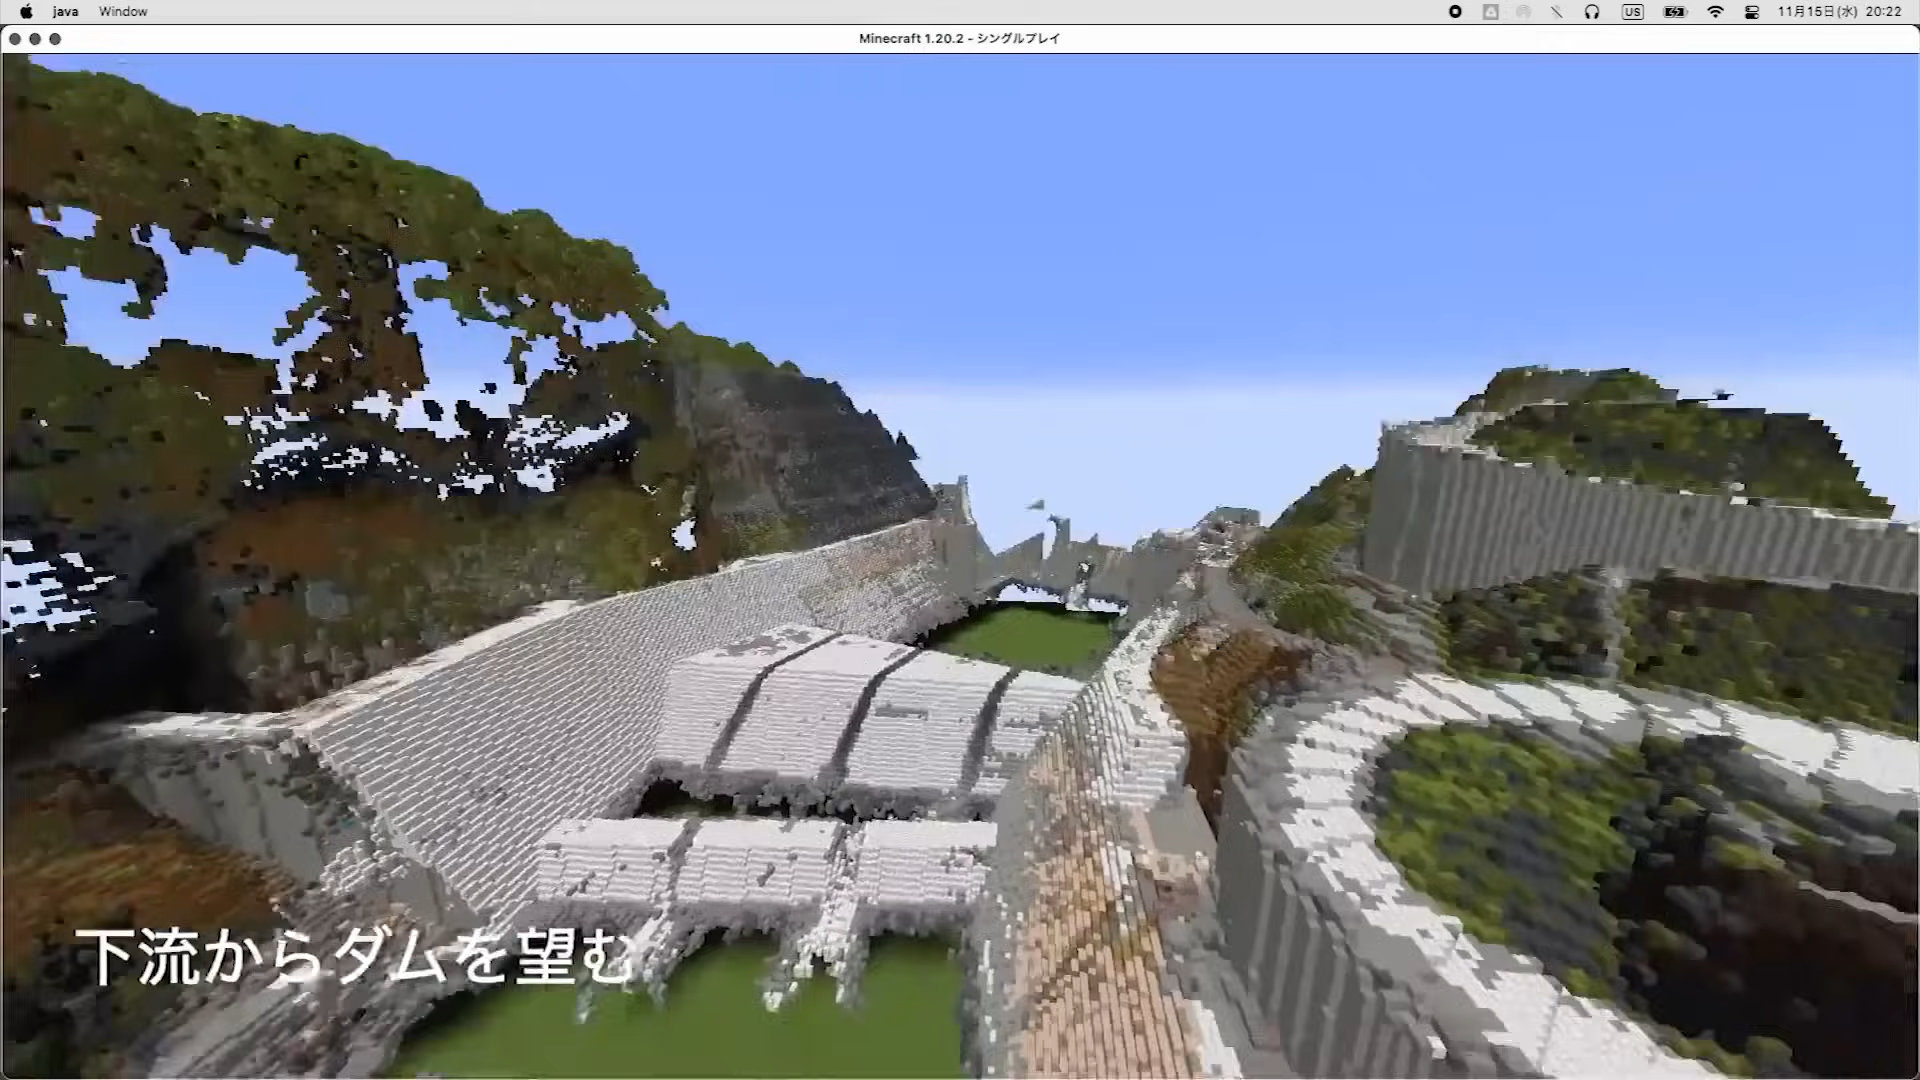 java Window
US
11月15日(水) 20:22
Minecraft 1.20.2 - シングルプレイ
下流からダムを望む